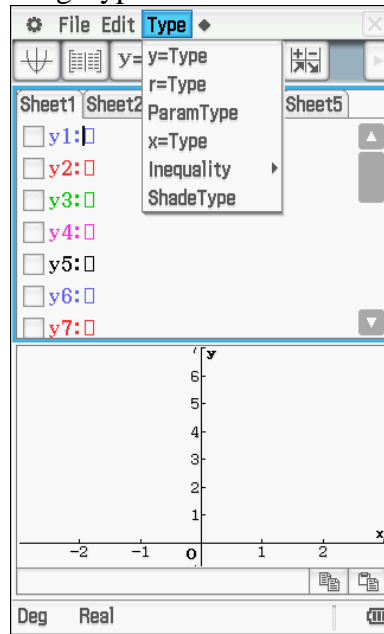 File Edit Type
y= y=Type
r=Type
Sheet1 Sheet2 Sheet5
ParamType
x=Type
Inequality
ShadeType
y1:
y2:
y3:
y4:
y5:
y6:
y7:
y
6
5
4
3
2
1
x
-2 -1 0 1 2
Deg Real